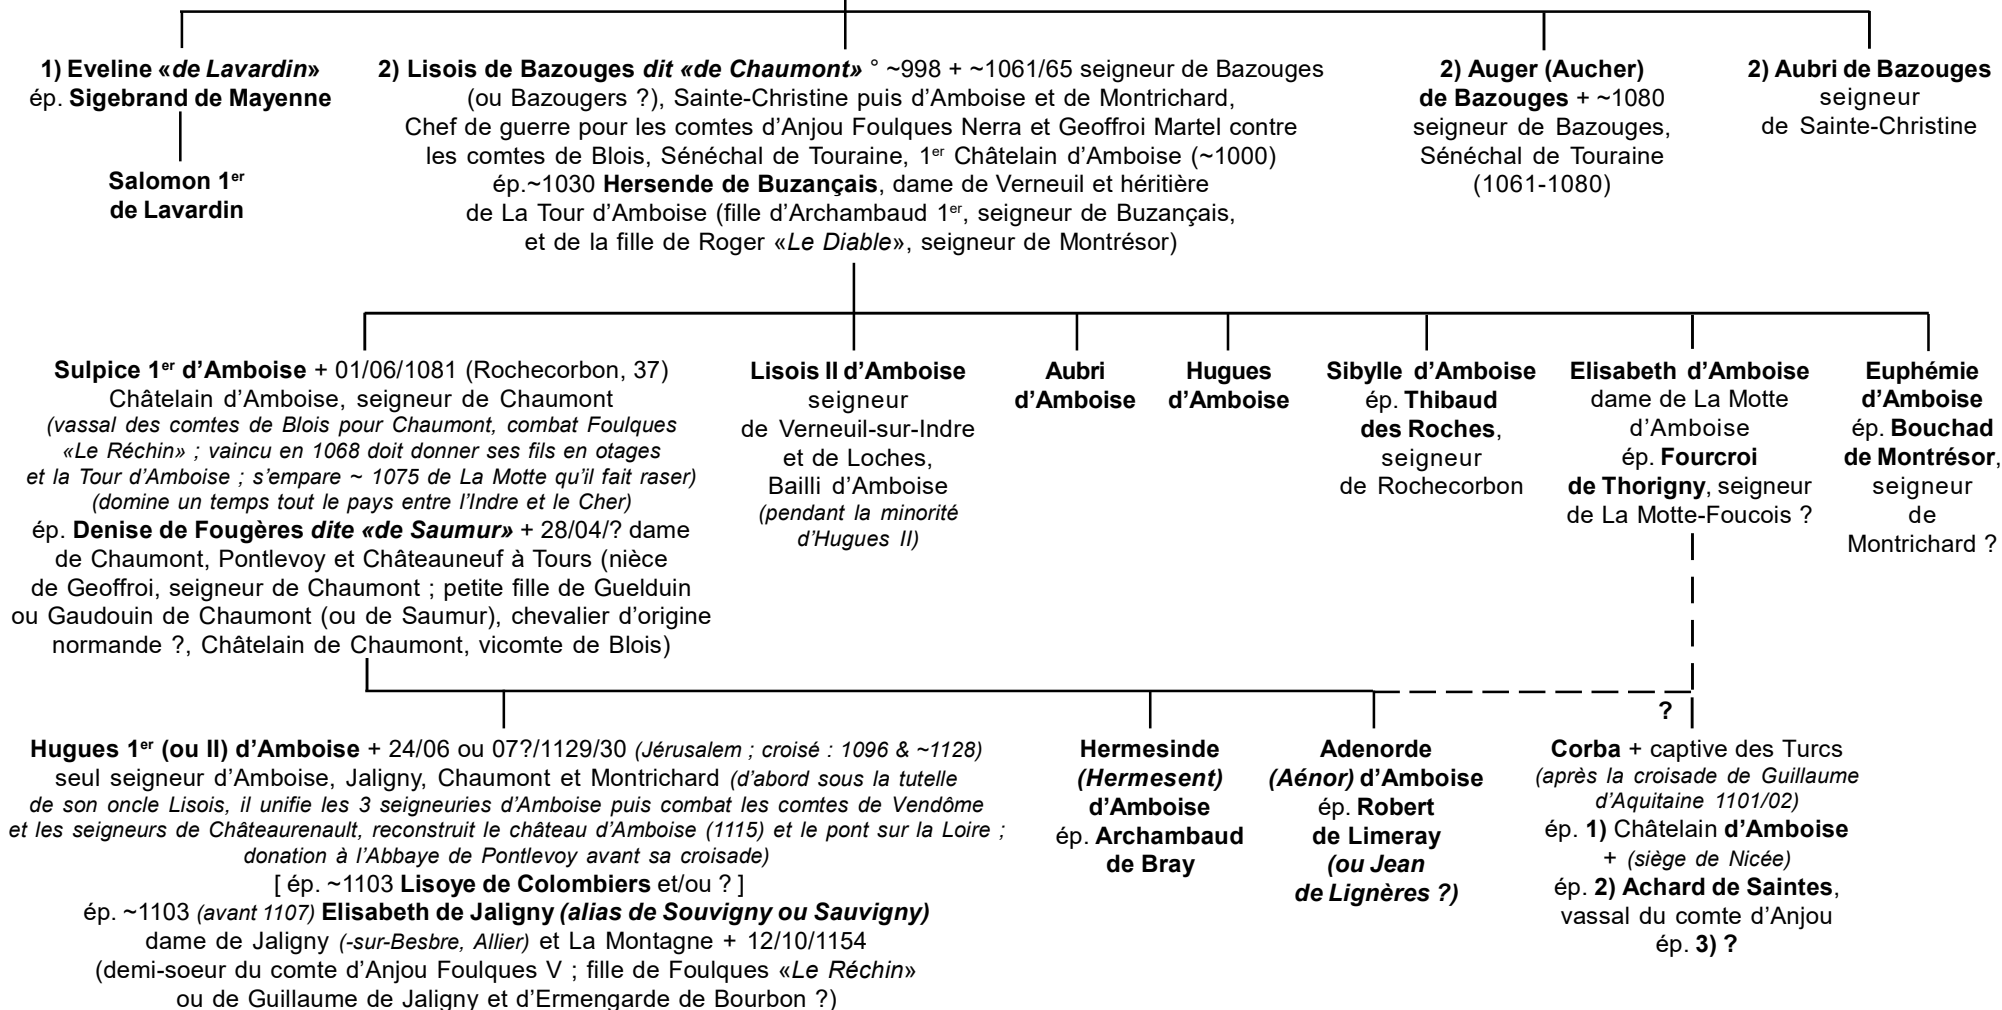 1) Eveline «de Lavardin»
ép. Sigebrand de Mayenne
Salomon 1er
de Lavardin
2) Lisois de Bazouges dit «de Chaumont» ° ~998 + ~1061/65 seigneur de Bazouges
(ou Bazougers ?), Sainte-Christine puis d'Amboise et de Montrichard,
Chef de guerre pour les comtes d'Anjou Foulques Nerra et Geoffroi Martel contre
les comtes de Blois, Sénéchal de Touraine, 1er Châtelain d'Amboise (~1000)
ép.~1030 Hersende de Buzançais, dame de Verneuil et héritière
de La Tour d'Amboise (fille d'Archambaud 1er, seigneur de Buzançais,
et de la fille de Roger «Le Diable», seigneur de Montrésor)
2) Auger (Aucher)
de Bazouges + ~1080
seigneur de Bazouges,
Sénéchal de Touraine
(1061-1080)
2) Aubri de Bazouges
seigneur
de Sainte-Christine
Sulpice 1er d'Amboise + 01/06/1081 (Rochecorbon, 37)
Châtelain d'Amboise, seigneur de Chaumont
(vassal des comtes de Blois pour Chaumont, combat Foulques
«Le Réchin» ; vaincu en 1068 doit donner ses fils en otages
et la Tour d'Amboise ; s'empare ~ 1075 de La Motte qu'il fait raser)
(domine un temps tout le pays entre l'Indre et le Cher)
ép. Denise de Fougères dite «de Saumur» + 28/04/? dame
de Chaumont, Pontlevoy et Châteauneuf à Tours (nièce
de Geoffroi, seigneur de Chaumont ; petite fille de Guelduin
ou Gaudouin de Chaumont (ou de Saumur), chevalier d'origine
normande ?, Châtelain de Chaumont, vicomte de Blois)
Lisois II d'Amboise
seigneur
de Verneuil-sur-Indre
et de Loches,
Bailli d'Amboise
(pendant la minorité
d'Hugues II)
Aubri
d'Amboise
Hugues
d'Amboise
Sibylle d'Amboise
ép. Thibaud
des Roches,
seigneur
de Rochecorbon
Elisabeth d'Amboise
dame de La Motte
d'Amboise
ép. Fourcroi
de Thorigny, seigneur
de La Motte-Foucois ?
Euphémie
d'Amboise
ép. Bouchad
de Montrésor,
seigneur
de
Montrichard ?
Hugues 1er (ou II) d'Amboise + 24/06 ou 07?/1129/30 (Jérusalem ; croisé : 1096 & ~1128)
seul seigneur d'Amboise, Jaligny, Chaumont et Montrichard (d'abord sous la tutelle
de son oncle Lisois, il unifie les 3 seigneuries d'Amboise puis combat les comtes de Vendôme
et les seigneurs de Châteaurenault, reconstruit le château d'Amboise (1115) et le pont sur la Loire ;
donation à l'Abbaye de Pontlevoy avant sa croisade)
[ ép. ~1103 Lisoye de Colombiers et/ou ? ]
ép. ~1103 (avant 1107) Elisabeth de Jaligny (alias de Souvigny ou Sauvigny)
dame de Jaligny (-sur-Besbre, Allier) et La Montagne + 12/10/1154
(demi-soeur du comte d'Anjou Foulques V ; fille de Foulques «Le Réchin»
ou de Guillaume de Jaligny et d'Ermengarde de Bourbon ?)
Hermesinde
(Hermesent)
d'Amboise
ép. Archambaud
de Bray
Adenorde
(Aénor) d'Amboise
ép. Robert
de Limeray
(ou Jean
de Lignères ?)
?
Corba + captive des Turcs
(après la croisade de Guillaume
d'Aquitaine 1101/02)
ép. 1) Châtelain d'Amboise
+ (siège de Nicée)
ép. 2) Achard de Saintes,
vassal du comte d'Anjou
ép. 3) ?